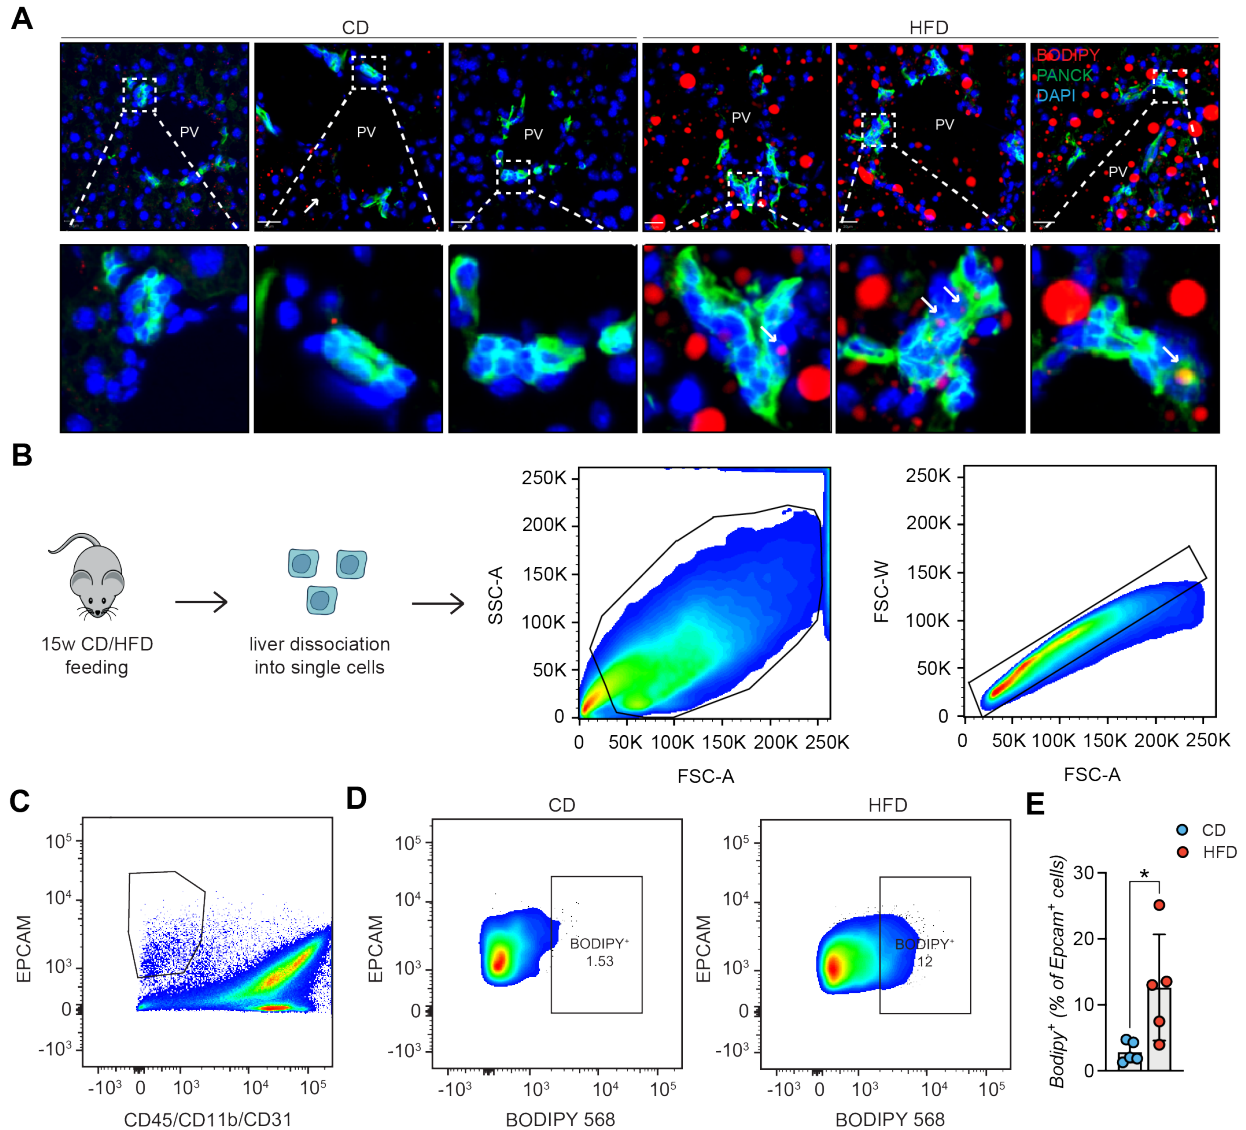 A
CD
HFD
PV
PV
PV
PV
PV
PV
BODIPY
PANCK
DAPI
B
15w CD/HFD
feeding
liver dissociation
into single cells
SSC-A
250K
200K
150K
100K
50K
0
0 50K 100K 150K 200K 250K
FSC-A
FSC-W
250K
200K
150K
100K
50K
0
0 50K 100K 150K 200K 250K
FSC-A
C
EPCAM
10⁵
10⁴
10³
0
-10³
-10³ 0 10³ 10⁴ 10⁵
CD45/CD11b/CD31
D
CD
EPCAM
10⁵
10⁴
10³
0
-10³
BODIPY⁺
1.53
-10³ 0 10³ 10⁴ 10⁵
BODIPY 568
HFD
EPCAM
10⁵
10⁴
10³
0
-10³
BODIPY⁺
12
-10³ 0 10³ 10⁴ 10⁵
BODIPY 568
E
CD
HFD
Bodipy⁺ (% of Epcam⁺ cells)
30
20
10
0
*